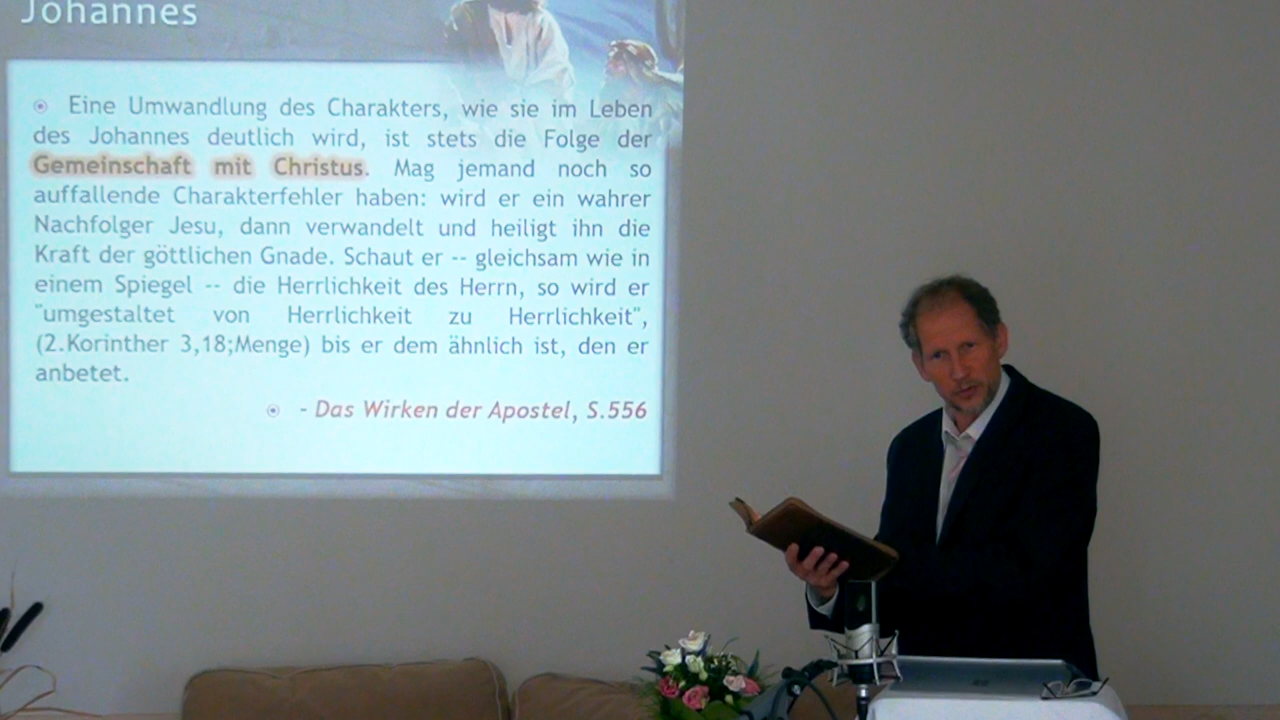 Johannes
Eine Umwandlung des Charakters, wie sie im Leben
des Johannes deutlich wird, ist stets die Folge der
Gemeinschaft mit Christus. Mag jemand noch so
auffallende Charakterfehler haben: wird er ein wahrer
Nachfolger Jesu, dann verwandelt und heiligt ihn die
Kraft der göttlichen Gnade. Schaut er -- gleichsam wie in
einem Spiegel -- die Herrlichkeit des Herrn, so wird er
"umgestaltet von Herrlichkeit zu Herrlichkeit",
(2.Korinther 3,18;Menge) bis er dem ähnlich ist, den er
anbetet.
- Das Wirken der Apostel, S.556